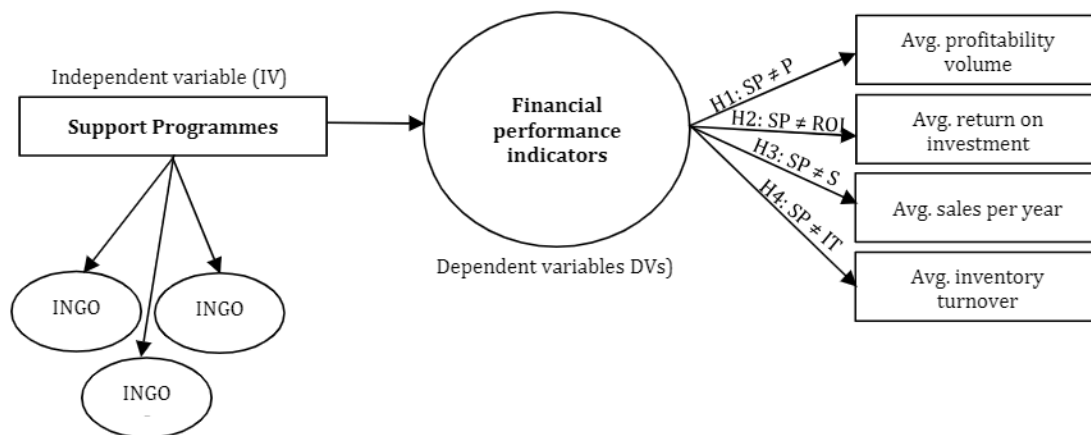 Independent variable (IV)
Support Programmes
INGO
INGO
INGO
Financial
performance
indicators
Dependent variables DVs)
H1: SP ≠ P
H2: SP ≠ ROI
H3: SP ≠ S
H4: SP ≠ IT
Avg. profitability
volume
Avg. return on
investment
Avg. sales per year
Avg. inventory
turnover